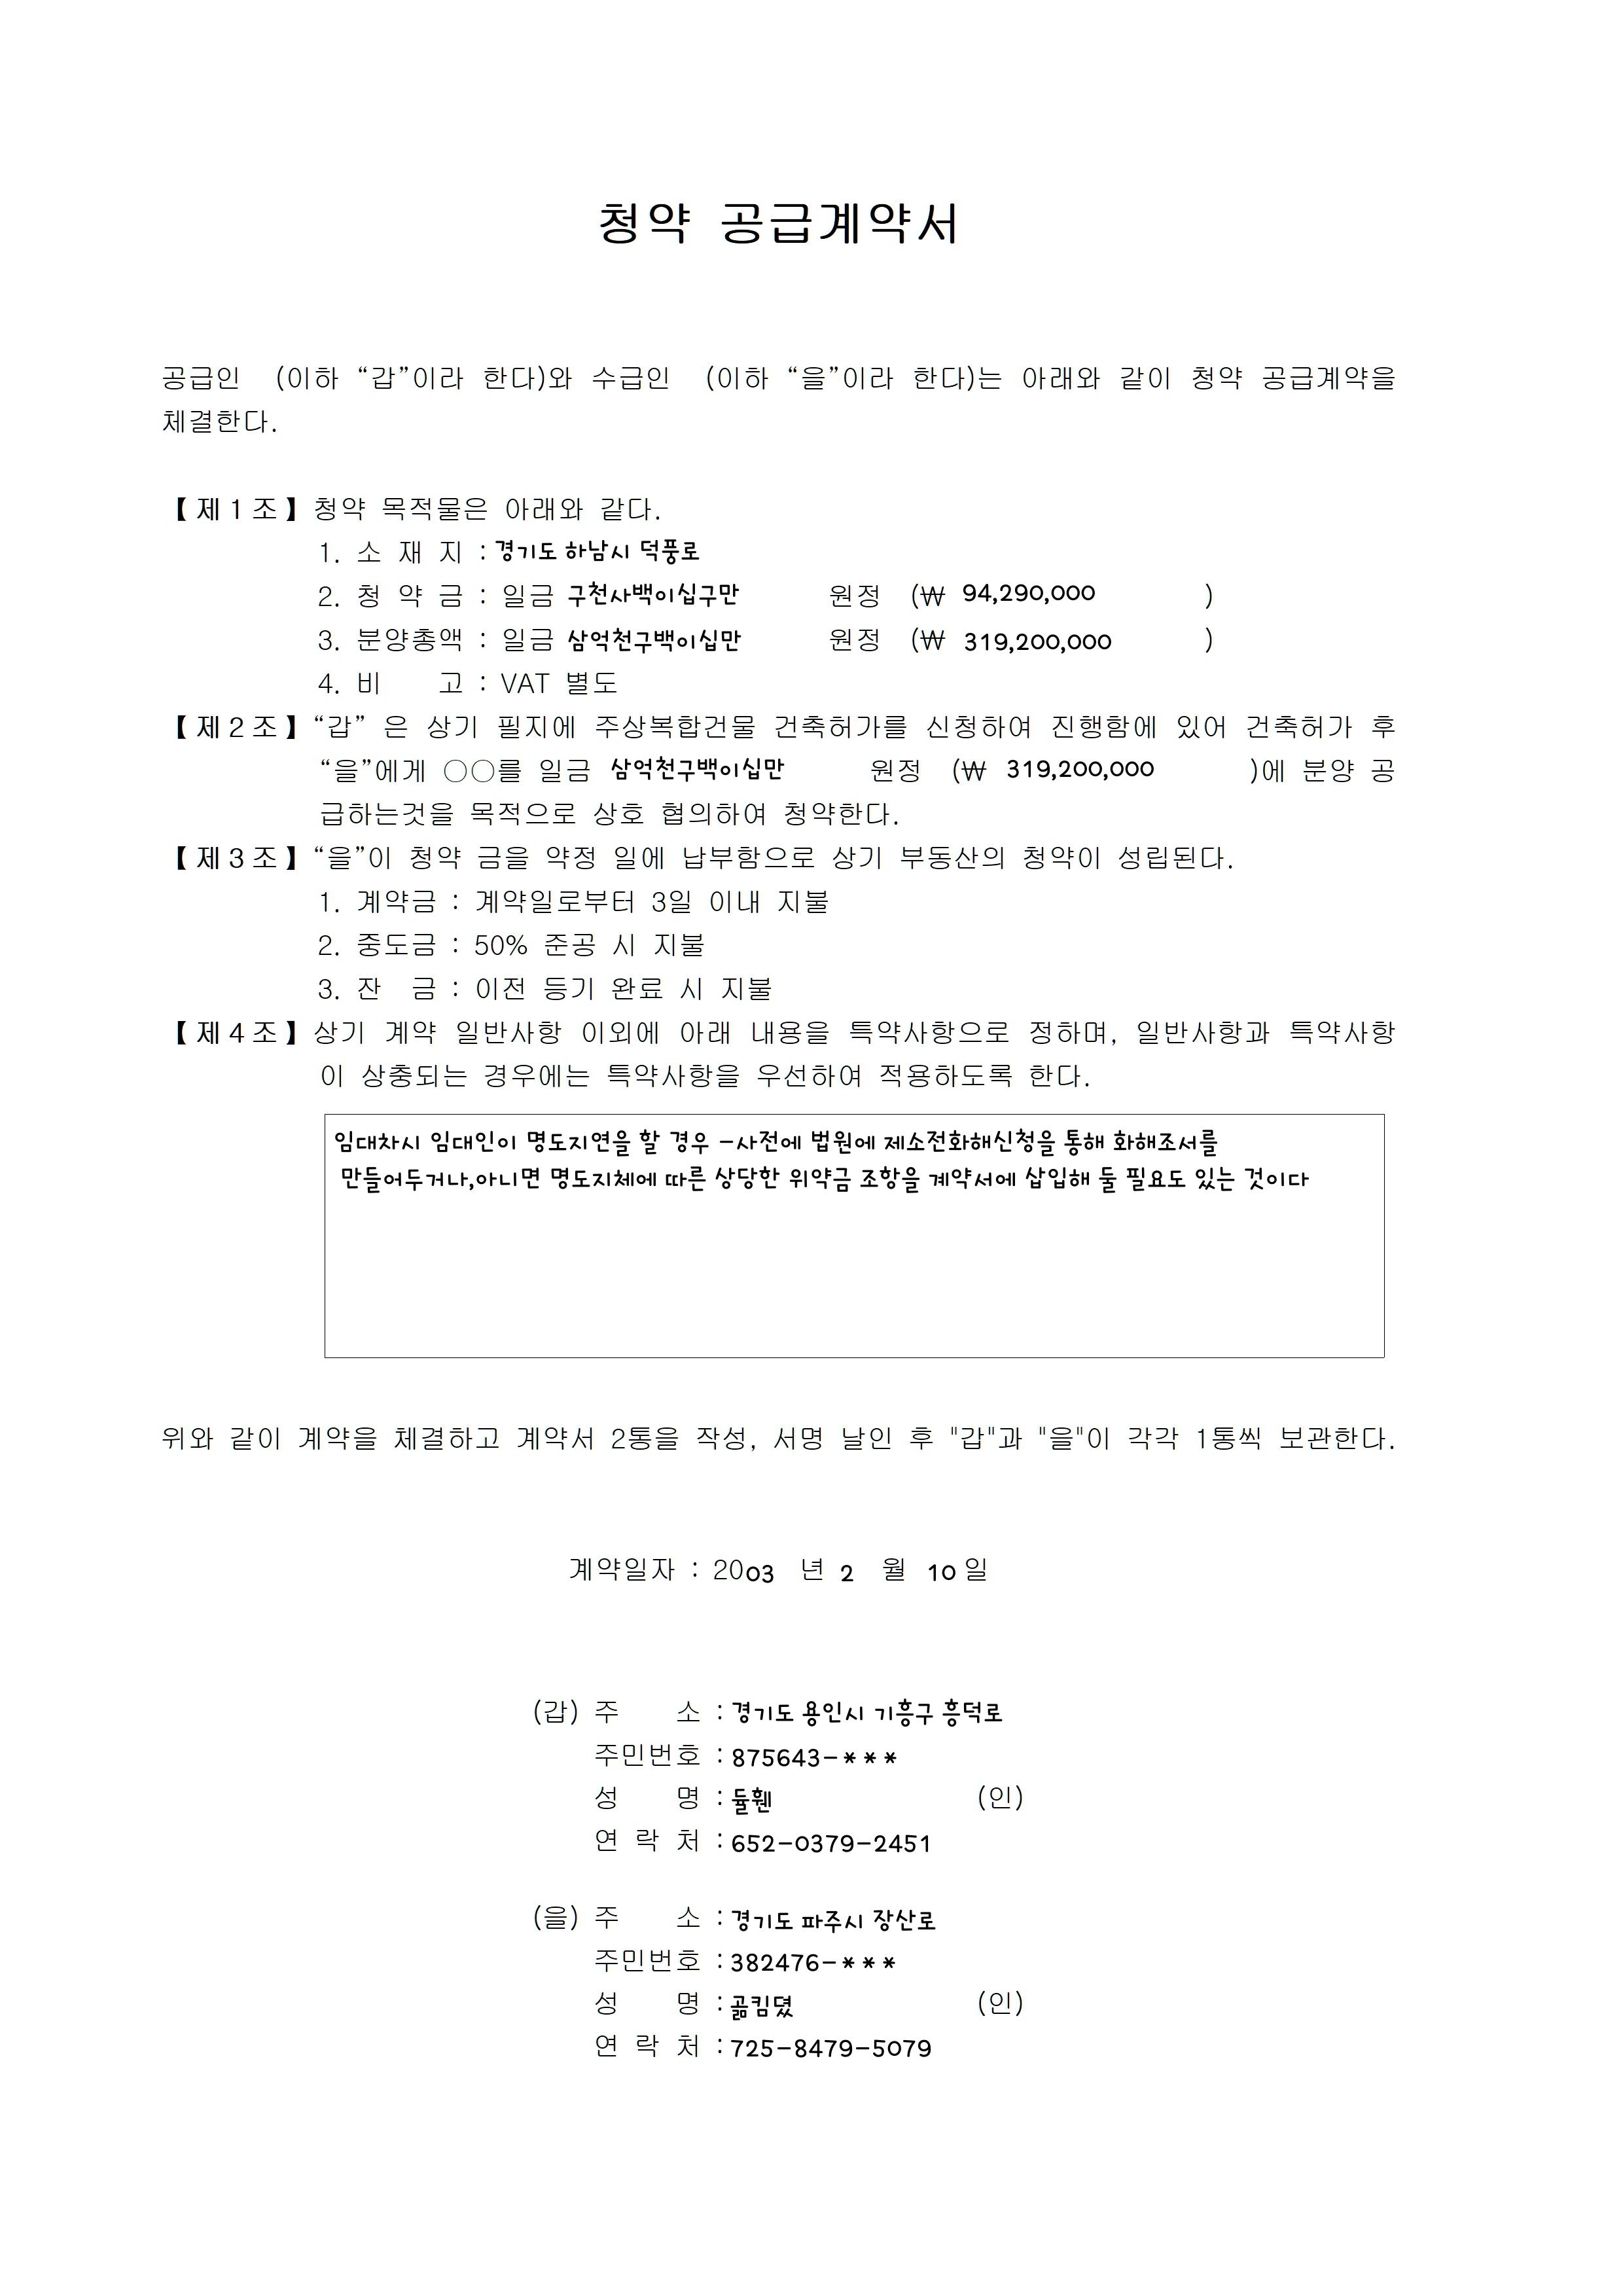 청약 공급계약서
공급인 (이하 “갑”이라 한다)와 수급인 (이하 “을”이라 한다)는 아래와 같이 청약 공급계약을
체결한다.
【제1조】 청약 목적물은 아래와 같다.
1. 소 재 지 : 경기도 하남시 덕풍로
2. 청 약 금 : 일금 구천사백이십구만 원정 (₩ 94,290,000 )
3. 분양총액 : 일금 삼억천구백이십만 원정 (₩ 319,200,000 )
4. 비 고 : VAT 별도
【제2조】 “갑” 은 상기 필지에 주상복합건물 건축허가를 신청하여 진행함에 있어 건축허가 후
“을”에게 ○○를 일금 삼억천구백이십만 원정 (₩ 319,200,000 )에 분양 공
급하는것을 목적으로 상호 협의하여 청약한다.
【제3조】 “을”이 청약 금을 약정 일에 납부함으로 상기 부동산의 청약이 성립된다.
1. 계약금 : 계약일로부터 3일 이내 지불
2. 중도금 : 50% 준공 시 지불
3. 잔 금 : 이전 등기 완료 시 지불
【제4조】 상기 계약 일반사항 이외에 아래 내용을 특약사항으로 정하며, 일반사항과 특약사항
이 상충되는 경우에는 특약사항을 우선하여 적용하도록 한다.
임대차시 임대인이 명도지연을 할 경우 -사전에 법원에 제소전화해신청을 통해 화해조서를
만들어두거나,아니면 명도지체에 따른 상당한 위약금 조항을 계약서에 삽입해 둘 필요도 있는 것이다
위와 같이 계약을 체결하고 계약서 2통을 작성, 서명 날인 후 "갑"과 "을"이 각각 1통씩 보관한다.
계약일자 : 2003 년 2 월 10 일
(갑) 주 소 : 경기도 용인시 기흥구 흥덕로
주민번호 : 875643-***
성 명 : 듈휀 (인)
연 락 처 : 652-0379-2451
(을) 주 소 : 경기도 파주시 장산로
주민번호 : 382476-***
성 명 : 곪킴뎠 (인)
연 락 처 : 725-8479-5079